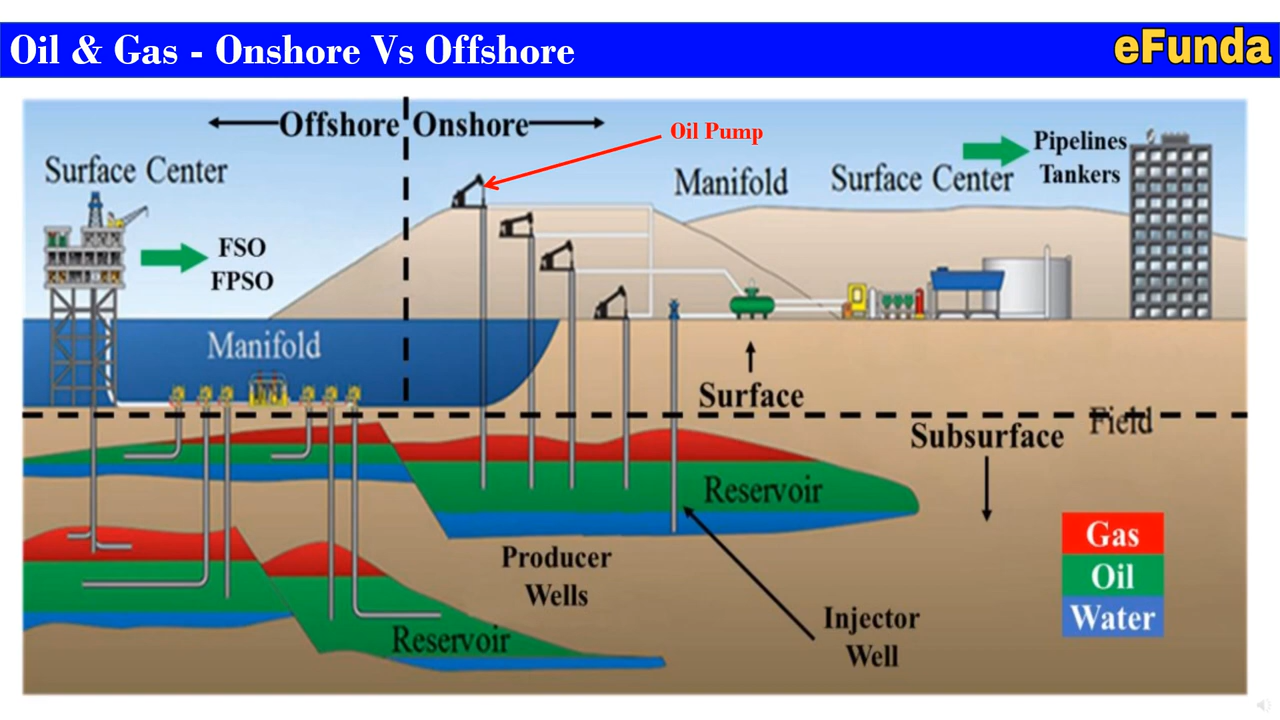 Oil & Gas - Onshore Vs Offshore
eFunda
Offshore
Onshore
Oil Pump
Surface Center
Manifold
Surface Center
Pipelines
Tankers
FSO
FPSO
Manifold
Surface
Field
Subsurface
Reservoir
Gas
Oil
Water
Producer
Wells
Injector
Well
Reservoir